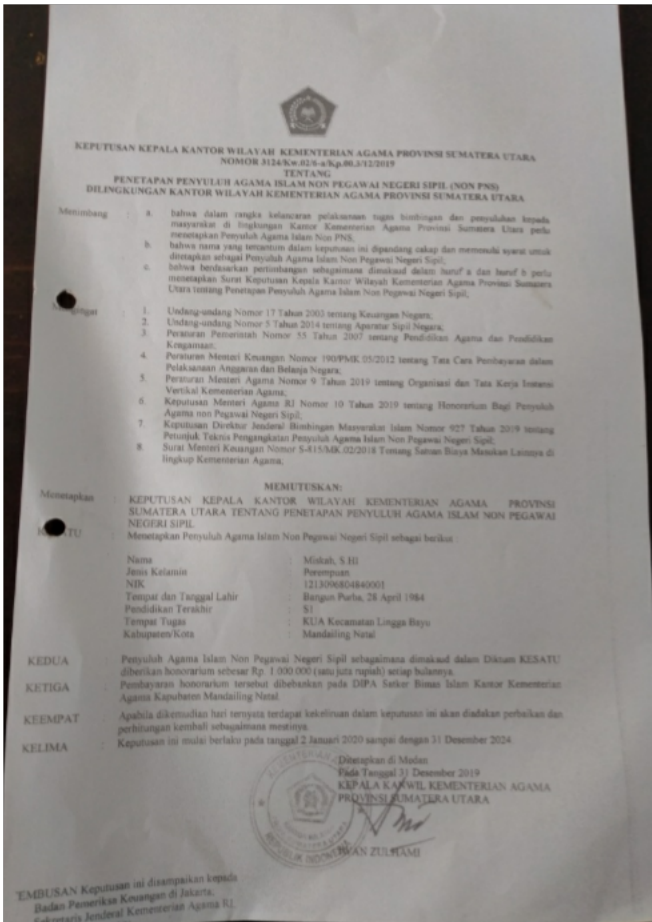 KEPUTUSAN KEPALA KANTOR WILAYAH KEMENTERIAN AGAMA PROVINSI SUMATERA UTARA
NOMOR 3124/Kw.02/6-a/Kp.00.3/12/2019
TENTANG
PENETAPAN PENYULUH AGAMA ISLAM NON PEGAWAI NEGERI SIPIL (NON PNS)
DILINGKUNGAN KANTOR WILAYAH KEMENTERIAN AGAMA PROVINSI SUMATERA UTARA
Menimbang : a. bahwa dalam rangka kelancaran pelaksanaan tugas bimbingan dan penyuluhan kepada
masyarakat di lingkungan Kantor Kementerian Agama Provinsi Sumatera Utara perlu
menetapkan Penyuluh Agama Islam Non PNS;
b. bahwa nama yang tercantum dalam keputusan ini dipandang cakap dan memenuhi syarat untuk
ditetapkan sebagai Penyuluh Agama Islam Non Pegawai Negeri Sipil;
c. bahwa berdasarkan pertimbangan sebagaimana dimaksud dalam huruf a dan huruf b perlu
menetapkan Surat Keputusan Kepala Kantor Wilayah Kementerian Agama Provinsi Sumatera
Utara tentang Penetapan Penyuluh Agama Islam Non Pegawai Negeri Sipil;
1. Undang-undang Nomor 17 Tahun 2003 tentang Keuangan Negara;
2. Undang-undang Nomor 5 Tahun 2014 tentang Aparatur Sipil Negara;
3. Peraturan Pemerintah Nomor 55 Tahun 2007 tentang Pendidikan Agama dan Pendidikan
Keagamaan.
4. Peraturan Menteri Keuangan Nomor 190/PMK.05/2012 tentang Tata Cara Pembayaran dalam
Pelaksanaan Anggaran dan Belanja Negara;
5. Peraturan Menteri Agama Nomor 9 Tahun 2019 tentang Organisasi dan Tata Kerja Instansi
Vertikal Kementerian Agama;
6. Keputusan Menteri Agama RI Nomor 10 Tahun 2019 tentang Honorarium Bagi Penyuluh
Agama non Pegawai Negeri Sipil;
7. Keputusan Direktur Jenderal Bimbingan Masyarakat Islam Nomor 927 Tahun 2019 tentang
Petunjuk Teknis Pengangkatan Penyuluh Agama Islam Non Pegawai Negeri Sipil;
8. Surat Menteri Keuangan Nomor S-815/MK.02/2018 Tentang Satuan Biaya Masukan Lainnya di
lingkup Kementerian Agama;
MEMUTUSKAN:
Menetapkan : KEPUTUSAN KEPALA KANTOR WILAYAH KEMENTERIAN AGAMA PROVINSI
SUMATERA UTARA TENTANG PENETAPAN PENYULUH AGAMA ISLAM NON PEGAWAI
NEGERI SIPIL
Menetapkan Penyuluh Agama Islam Non Pegawai Negeri Sipil sebagai berikut :
Nama : Miskah, S.HI
Jenis Kelamin : Perempuan
NIK : 1213096804840001
Tempat dan Tanggal Lahir : Bangun Purba, 28 April 1984
Pendidikan Terakhir : S1
Tempat Tugas : KUA Kecamatan Lingga Bayu
Kabupaten/Kota : Mandailing Natal
KEDUA : Penyuluh Agama Islam Non Pegawai Negeri Sipil sebagaimana dimaksud dalam Diktum KESATU
diberikan honorarium sebesar Rp. 1.000.000 (satu juta rupiah) setiap bulannya.
KETIGA : Pembayaran honorarium tersebut dibebankan pada DIPA Satker Bimas Islam Kantor Kementerian
Agama Kapubaten Mandailing Natal
KEEMPAT : Apabila dikemudian hari ternyata terdapat kekeliruan dalam keputusan ini akan diadakan perbaikan dan
perhitungan kembali sebagaimana mestinya.
KELIMA : Keputusan ini mulai berlaku pada tanggal 2 Januari 2020 sampai dengan 31 Desember 2024.
Ditetapkan di Medan
Pada Tanggal 31 Desember 2019
KEPALA KANWIL KEMENTERIAN AGAMA
PROVINSI SUMATERA UTARA
REPUBLIK INDONESIA
IWAN ZULHAMI
EMBUSAN Keputusan ini disampaikan kepada
Badan Pemeriksa Keuangan di Jakarta;
Sekretaris Jenderal Kementerian Agama RI,